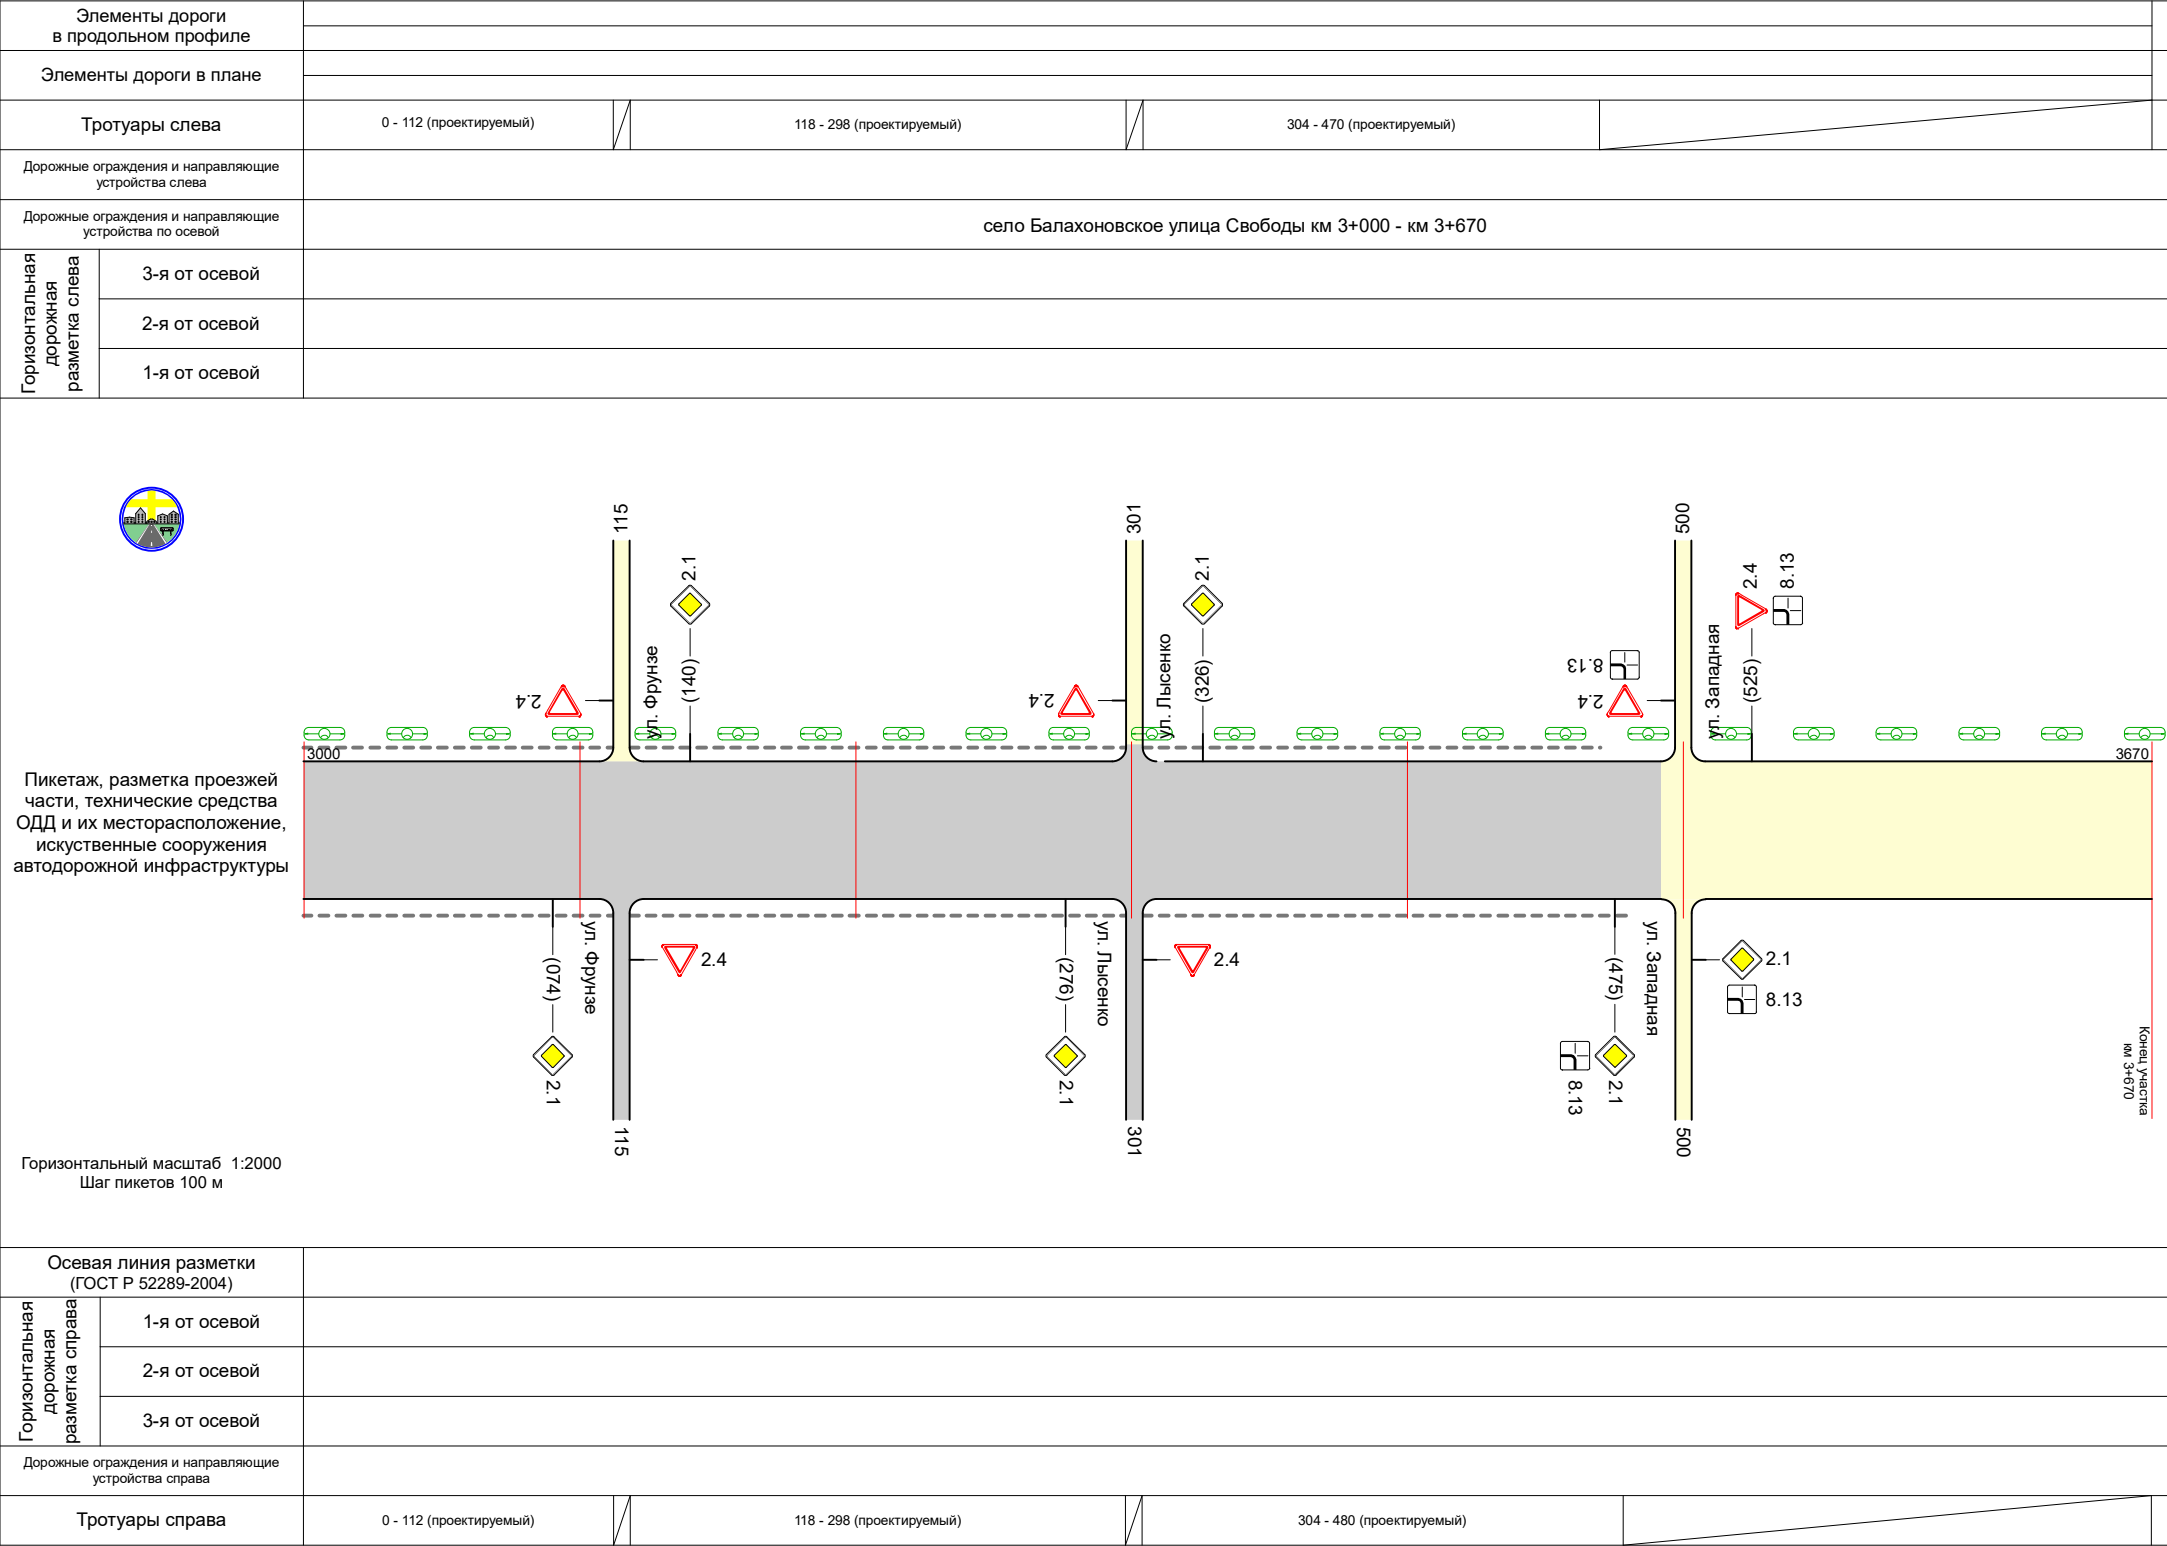 Элементы дороги
в продольном профиле
Элементы дороги в плане
Тротуары слева
0 - 112 (проектируемый)
118 - 298 (проектируемый)
304 - 470 (проектируемый)
Дорожные ограждения и направляющие
устройства слева
Дорожные ограждения и направляющие
устройства по осевой
село Балахоновское улица Свободы км 3+000 - км 3+670
Горизонтальная
дорожная
разметка слева
3-я от осевой
2-я от осевой
1-я от осевой
115
301
500
2.1
2.1
2.4
8.13
ул. Фрунзе
(140)
ул. Лысенко
(326)
8.13
ул. Западная
(525)
2.4
2.4
2.4
3000
3670
Пикетаж, разметка проезжей
части, технические средства
ОДД и их месторасположение,
искуственные сооружения
автодорожной инфраструктуры
(074)
ул. Фрунзе
2.4
(276)
ул. Лысенко
2.4
(475)
ул. Западная
2.1
8.13
2.1
2.1
8.13
2.1
Конец участка
км 3+670
115
301
500
Горизонтальный масштаб 1:2000
Шаг пикетов 100 м
Осевая линия разметки
(ГОСТ Р 52289-2004)
Горизонтальная
дорожная
разметка справа
1-я от осевой
2-я от осевой
3-я от осевой
Дорожные ограждения и направляющие
устройства справа
Тротуары справа
0 - 112 (проектируемый)
118 - 298 (проектируемый)
304 - 480 (проектируемый)